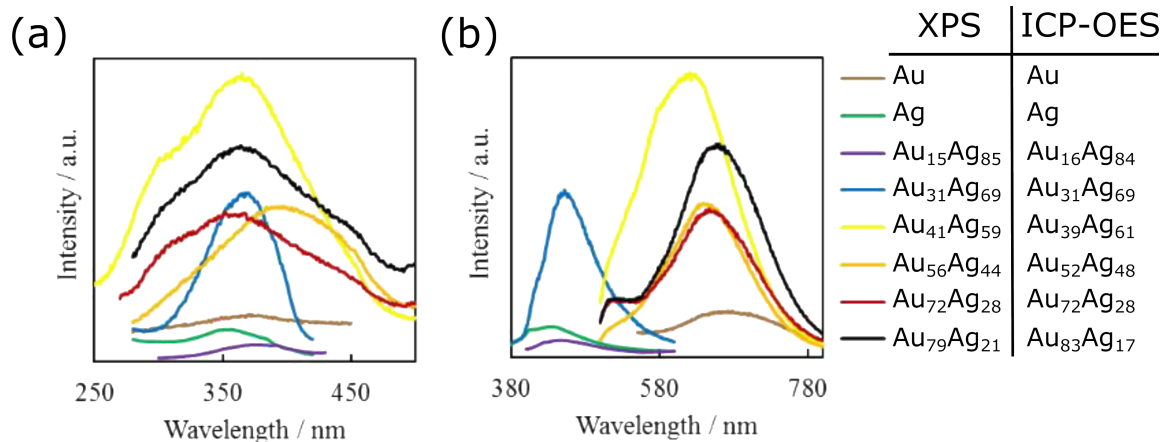 (a)
Intensity / a.u.
250 350 450
Wavelength / nm
(b)
Intensity / a.u.
380 580 780
Wavelength / nm
XPS ICP-OES
Au Au
Ag Ag
Au₁₅Ag₈₅ Au₁₆Ag₈₄
Au₃₁Ag₆₉ Au₃₁Ag₆₉
Au₄₁Ag₅₉ Au₃₉Ag₆₁
Au₅₆Ag₄₄ Au₅₂Ag₄₈
Au₇₂Ag₂₈ Au₇₂Ag₂₈
Au₇₉Ag₂₁ Au₈₃Ag₁₇